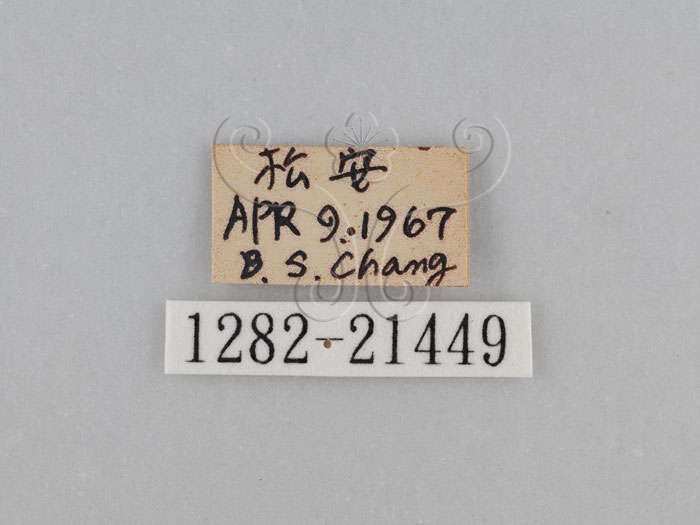 松安
APR 9.1967
B. S. Chang
1282-21449